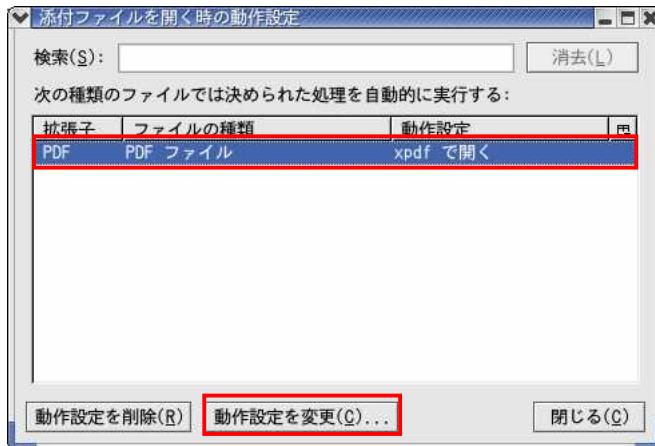 添付ファイルを開く時の動作設定
検索(S): 消去(L)
次の種類のファイルでは決められた処理を自動的に実行する:
拡張子 ファイルの種類 動作設定
PDF PDF ファイル xpdf で開く
動作設定を削除(R) 動作設定を変更(C)... 閉じる(C)